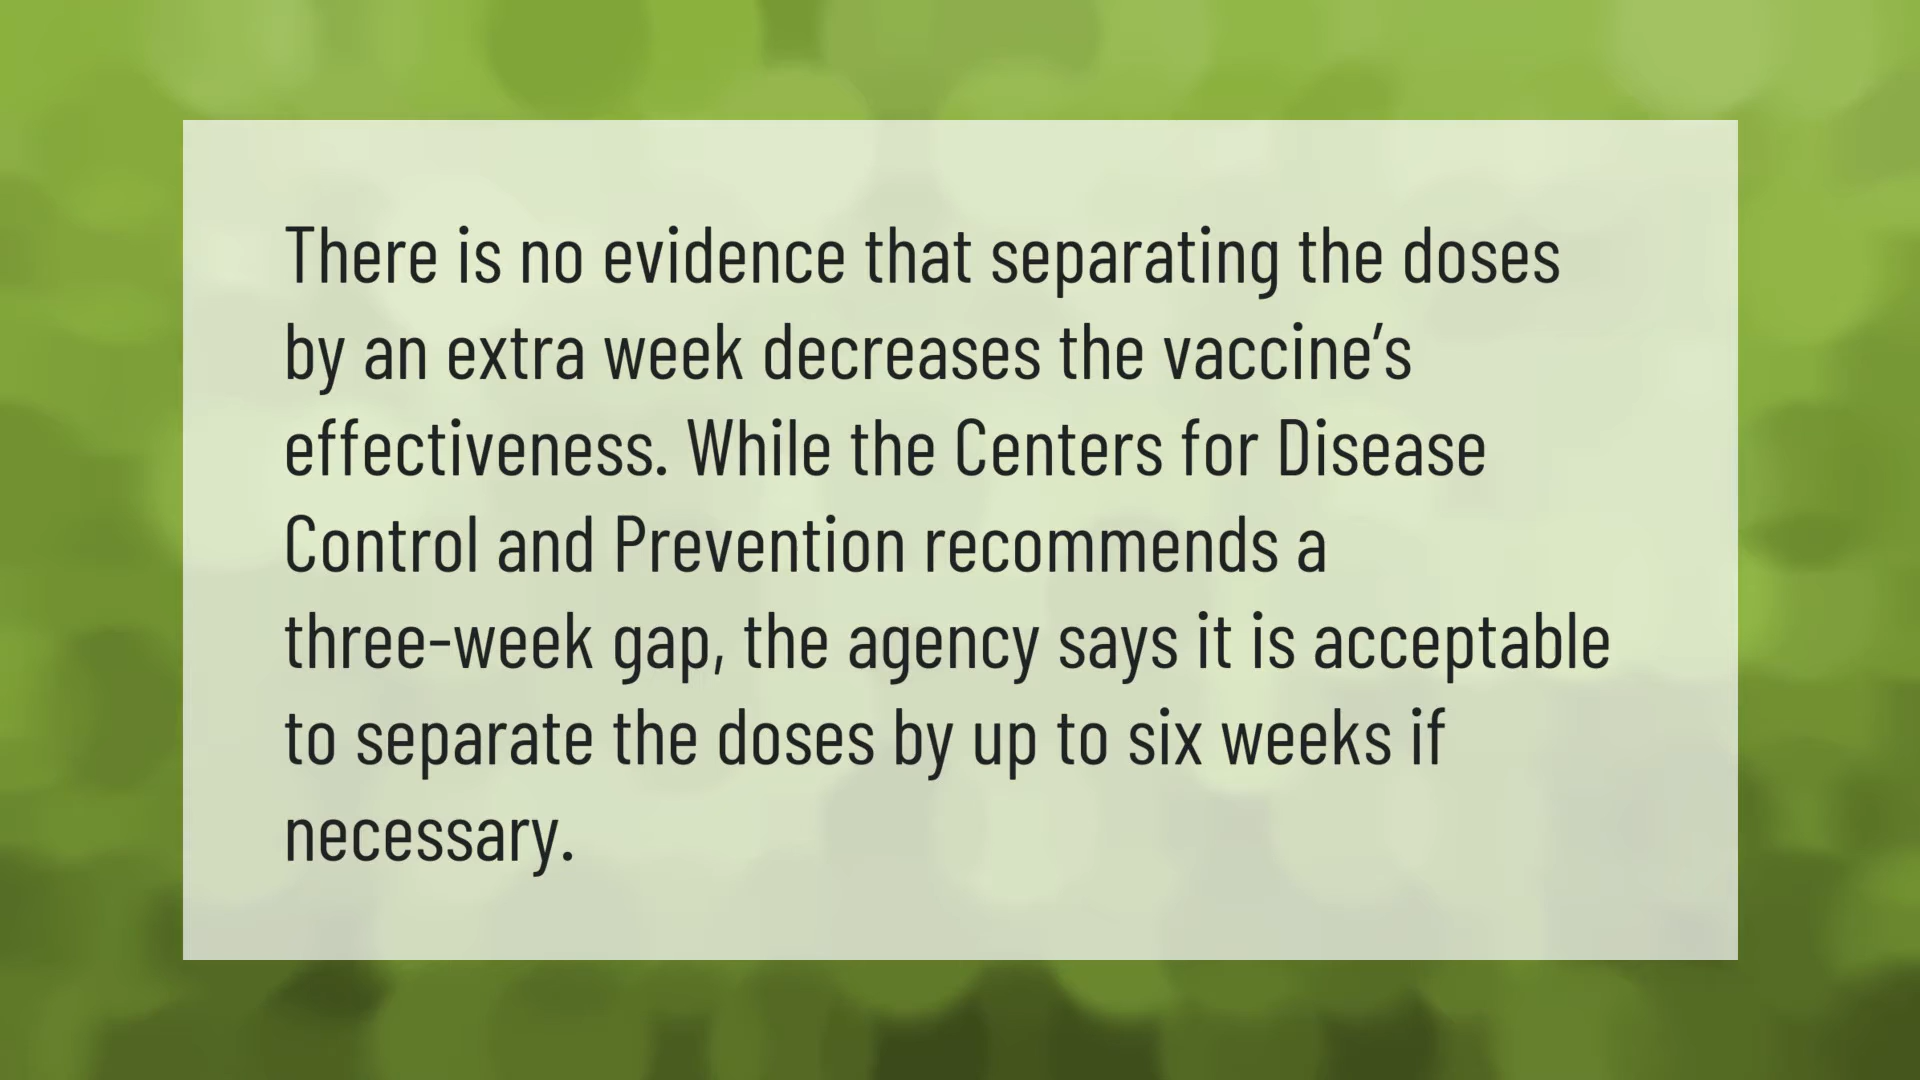 There is no evidence that separating the doses
by an extra week decreases the vaccine’s
effectiveness. While the Centers for Disease
Control and Prevention recommends a
three-week gap, the agency says it is acceptable
to separate the doses by up to six weeks if
necessary.